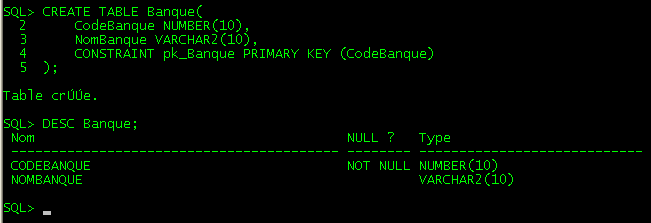 SQL> CREATE TABLE Banque(
  2      CodeBanque NUMBER(10),
  3      NomBanque VARCHAR2(10),
  4      CONSTRAINT pk_Banque PRIMARY KEY (CodeBanque)
  5  );
Table crÚÚe.
SQL> DESC Banque;
 Nom                                       NULL ?   Type
 ----------------------------------------- -------- ----------------------------
 CODEBANQUE                                NOT NULL NUMBER(10)
 NOMBANQUE                                          VARCHAR2(10)
SQL> _